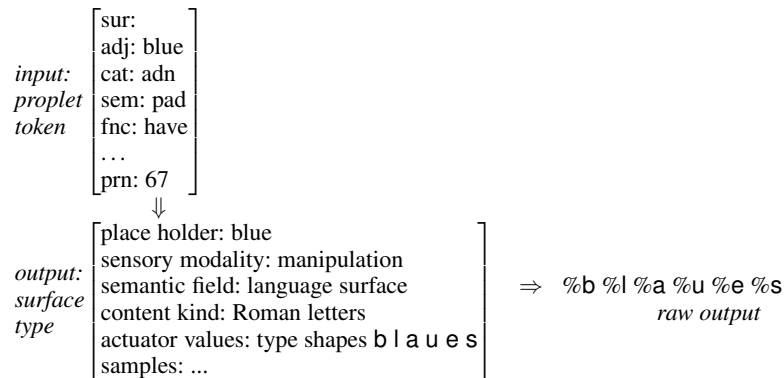 sur:
adj: blue
input: cat: adn
proplet sem: pad
token fnc: have
...
prn: 67
⇓
place holder: blue
sensory modality: manipulation
output: semantic field: language surface
surface content kind: Roman letters ⇒ %b %l %a %u %e %s
type actuator values: type shapes b l a u e s raw output
samples: ...